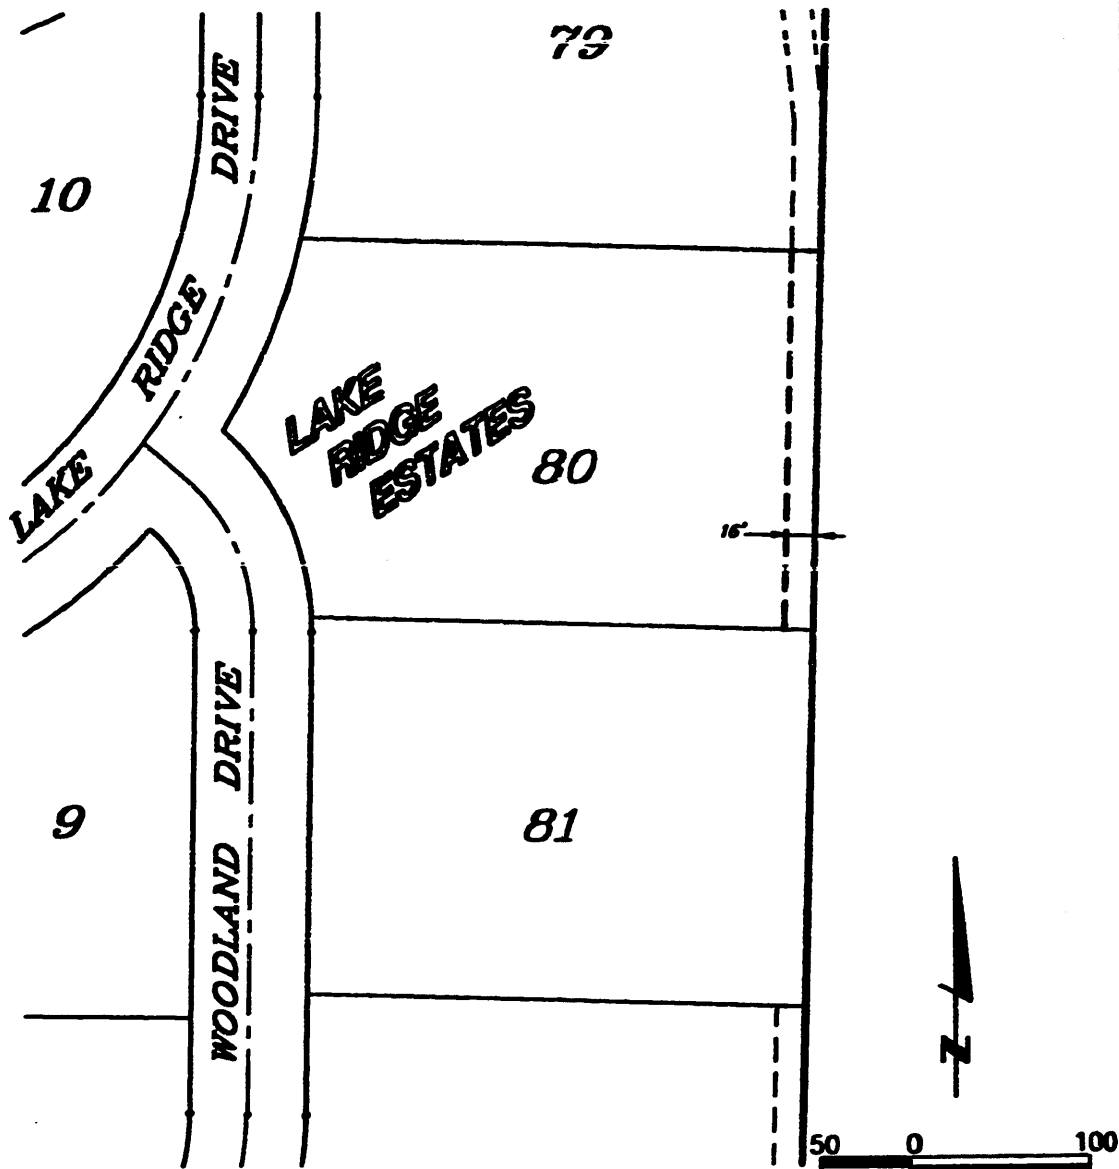 79
DRIVE
10
RIDGE
LAKE
LAKE
RIDGE
ESTATES
80
16'
WOODLAND DRIVE
9
81
N
50 0 100